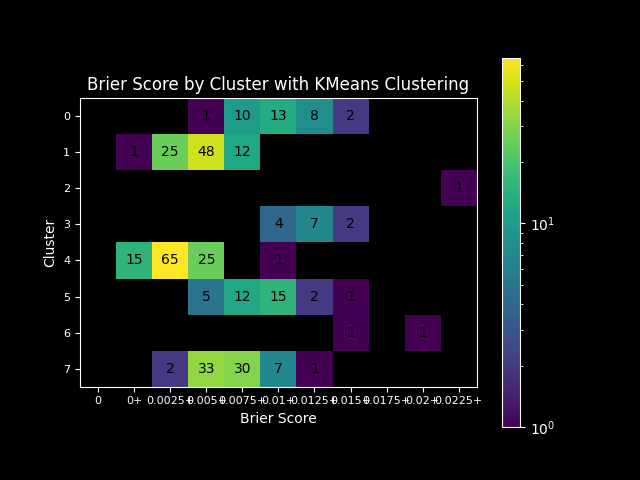 Brier Score by Cluster with KMeans Clustering
0 1 10 13 8 2
1 1 25 48 12
2 1
3 4 7 2
4 15 65 25 1
5 5 12 15 2 1
6 1 1
7 2 33 30 7 1
0 0+ 0.0025+ 0.005+ 0.0075+ 0.01+ 0.0125+ 0.015+ 0.0175+ 0.02+ 0.0225+
Brier Score
Cluster
10¹
10⁰